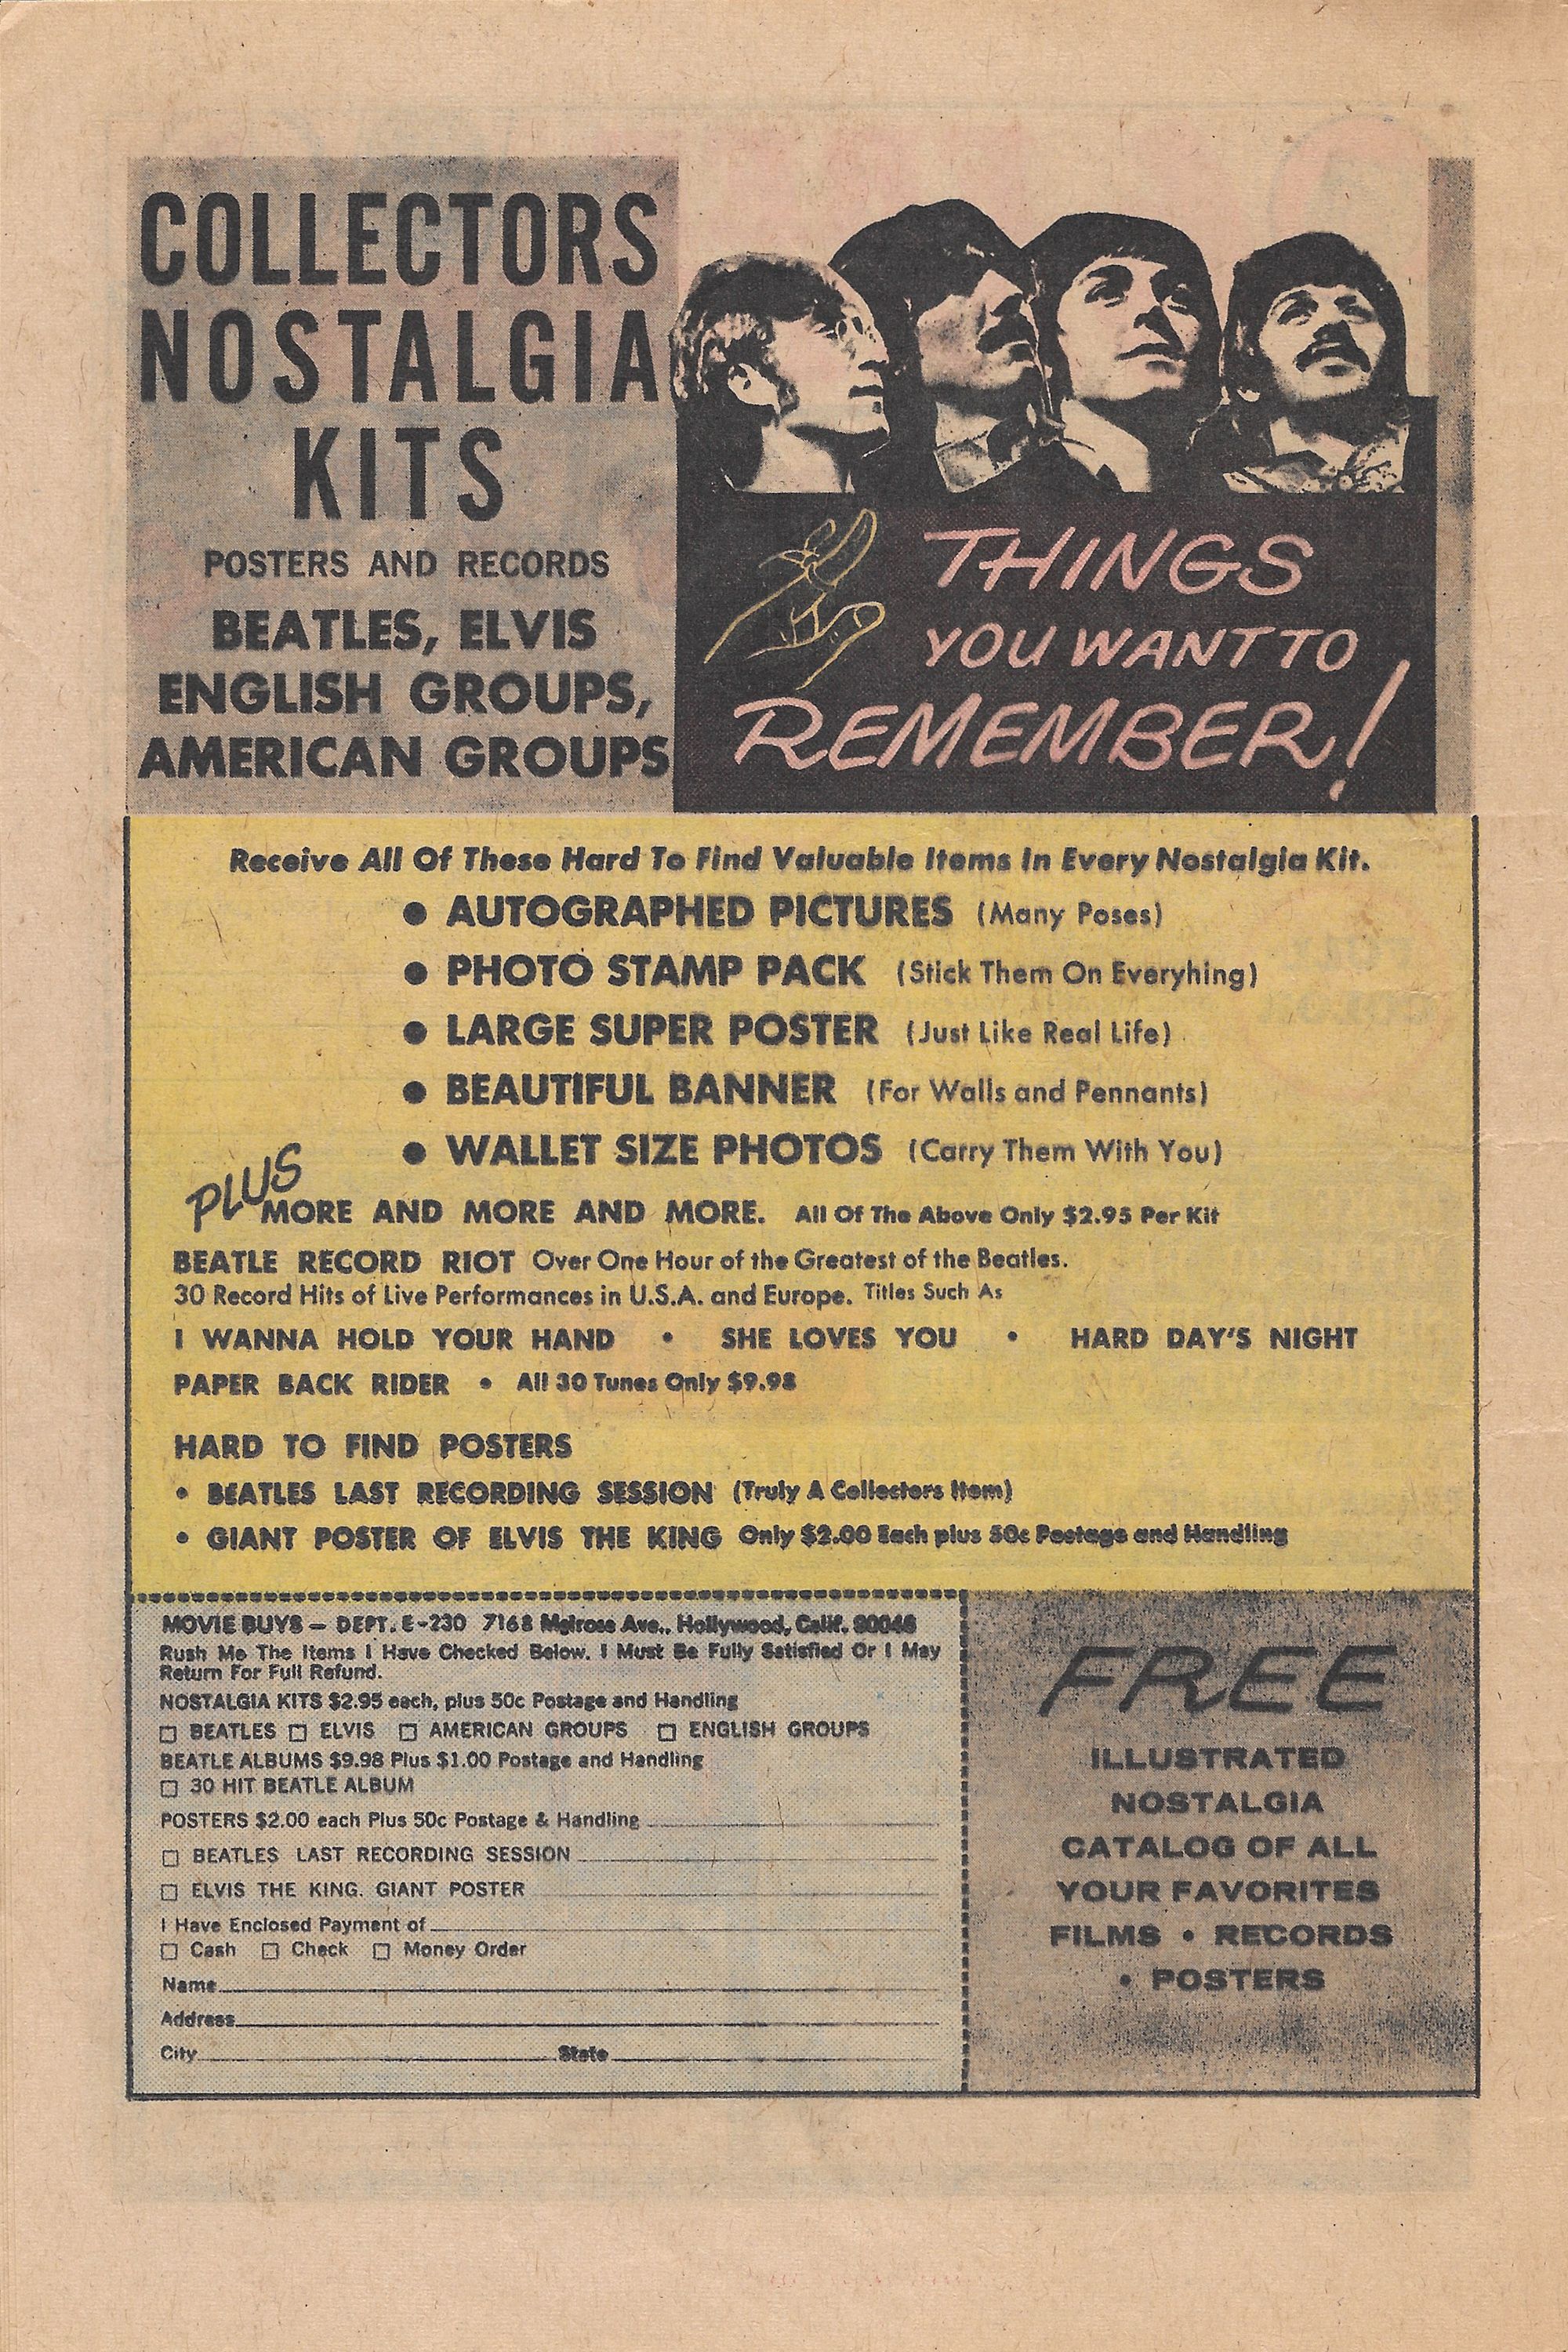 COLLECTORS
NOSTALGIA
KITS
POSTERS AND RECORDS
BEATLES, ELVIS
ENGLISH GROUPS,
AMERICAN GROUPS
THINGS
YOU WANT TO
REMEMBER!
Receive All Of These Hard To Find Valuable Items In Every Nostalgia Kit.
● AUTOGRAPHED PICTURES (Many Poses)
● PHOTO STAMP PACK (Stick Them On Everyhing)
● LARGE SUPER POSTER (Just Like Real Life)
● BEAUTIFUL BANNER (For Walls and Pennants)
● WALLET SIZE PHOTOS (Carry Them With You)
PLUS
MORE AND MORE AND MORE. All Of The Above Only $2.95 Per Kit
BEATLE RECORD RIOT Over One Hour of the Greatest of the Beatles.
30 Record Hits of Live Performances in U.S.A. and Europe. Titles Such As
I WANNA HOLD YOUR HAND • SHE LOVES YOU • HARD DAY'S NIGHT
PAPER BACK RIDER • All 30 Tunes Only $9.98
HARD TO FIND POSTERS
• BEATLES LAST RECORDING SESSION (Truly A Collectors Item)
• GIANT POSTER OF ELVIS THE KING Only $2.00 Each plus 50c Postage and Handling
MOVIE BUYS — DEPT. E-230 7168 Melrose Ave., Hollywood, Calif. 90046
Rush Me The Items I Have Checked Below. I Must Be Fully Satisfied Or I May
Return For Full Refund.
NOSTALGIA KITS $2.95 each, plus 50c Postage and Handling
☐ BEATLES ☐ ELVIS ☐ AMERICAN GROUPS ☐ ENGLISH GROUPS
BEATLE ALBUMS $9.98 Plus $1.00 Postage and Handling
☐ 30 HIT BEATLE ALBUM
POSTERS $2.00 each Plus 50c Postage & Handling
☐ BEATLES LAST RECORDING SESSION
☐ ELVIS THE KING. GIANT POSTER
I Have Enclosed Payment of
☐ Cash ☐ Check ☐ Money Order
Name
Address
City State
FREE
ILLUSTRATED
NOSTALGIA
CATALOG OF ALL
YOUR FAVORITES
FILMS • RECORDS
• POSTERS